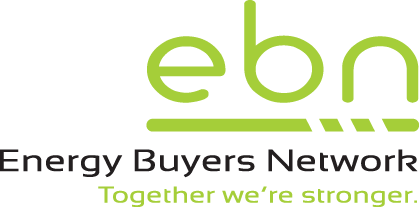 ebn
Energy Buyers Network
Together we're stronger.